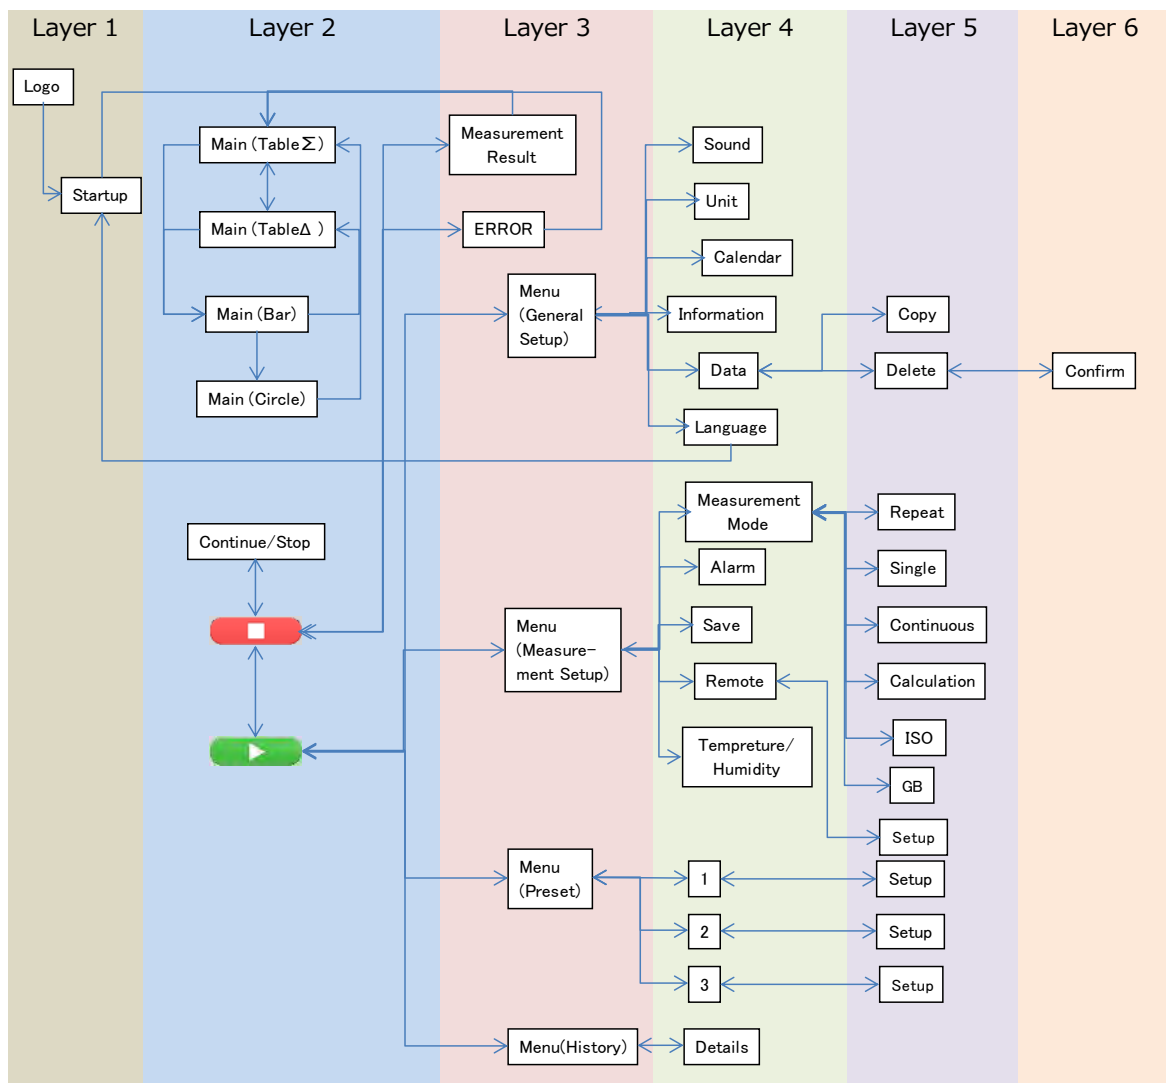 Layer 1
Layer 2
Layer 3
Layer 4
Layer 5
Layer 6
Logo
Startup
Main (Table Σ)
Main (TableΔ )
Main (Bar)
Main (Circle)
Continue/Stop
Measurement
Result
ERROR
Menu
(General
Setup)
Menu
(Measure-
ment Setup)
Menu
(Preset)
Menu(History)
Sound
Unit
Calendar
Information
Data
Language
Measurement
Mode
Alarm
Save
Remote
Tempreture/
Humidity
1
2
3
Details
Copy
Delete
Repeat
Single
Continuous
Calculation
ISO
GB
Setup
Setup
Setup
Setup
Confirm